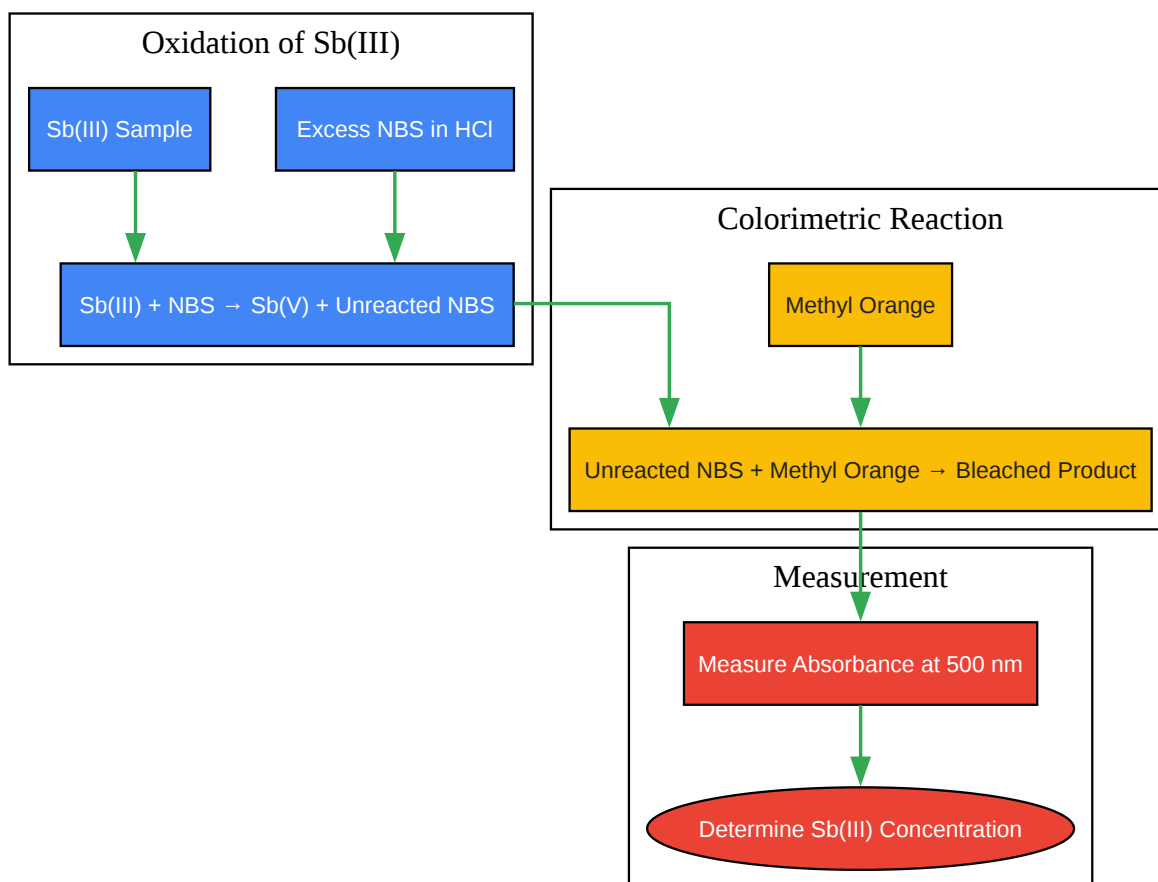 Oxidation of Sb(III)
Sb(III) Sample
Excess NBS in HCl
Sb(III) + NBS → Sb(V) + Unreacted NBS
Colorimetric Reaction
Methyl Orange
Unreacted NBS + Methyl Orange → Bleached Product
Measurement
Measure Absorbance at 500 nm
Determine Sb(III) Concentration